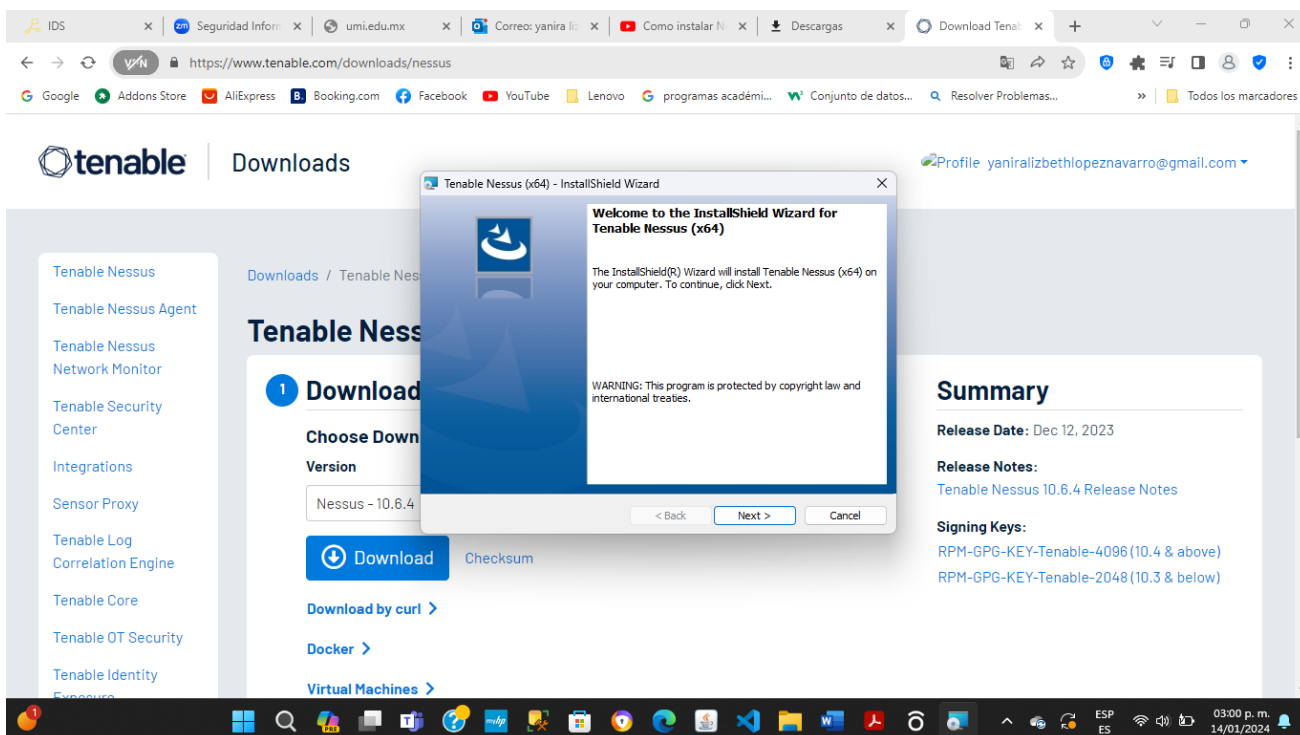 IDS
Seguridad Inform
umi.edu.mx
Correo: yanira liz
Como instalar N
Descargas
Download Tenab
V/N
https://www.tenable.com/downloads/nessus
Google
Addons Store
AliExpress
Booking.com
Facebook
YouTube
Lenovo
programas académi...
Conjunto de datos...
Resolver Problemas...
»
Todos los marcadores
tenable
Downloads
Profile yaniralizbethlopeznavarro@gmail.com
Tenable Nessus (x64) - InstallShield Wizard
Welcome to the InstallShield Wizard for
Tenable Nessus (x64)
The InstallShield(R) Wizard will install Tenable Nessus (x64) on
your computer. To continue, click Next.
WARNING: This program is protected by copyright law and
international treaties.
< Back
Next >
Cancel
Tenable Nessus
Tenable Nessus Agent
Tenable Nessus
Network Monitor
Tenable Security
Center
Integrations
Sensor Proxy
Tenable Log
Correlation Engine
Tenable Core
Tenable OT Security
Tenable Identity
Exposure
Downloads / Tenable Nes
Tenable Ness
1
Download
Choose Down
Version
Nessus - 10.6.4
Download
Checksum
Download by curl
Docker
Virtual Machines
Summary
Release Date: Dec 12, 2023
Release Notes:
Tenable Nessus 10.6.4 Release Notes
Signing Keys:
RPM-GPG-KEY-Tenable-4096 (10.4 & above)
RPM-GPG-KEY-Tenable-2048 (10.3 & below)
1
PRE
myhp
ESP
ES
03:00 p. m.
14/01/2024